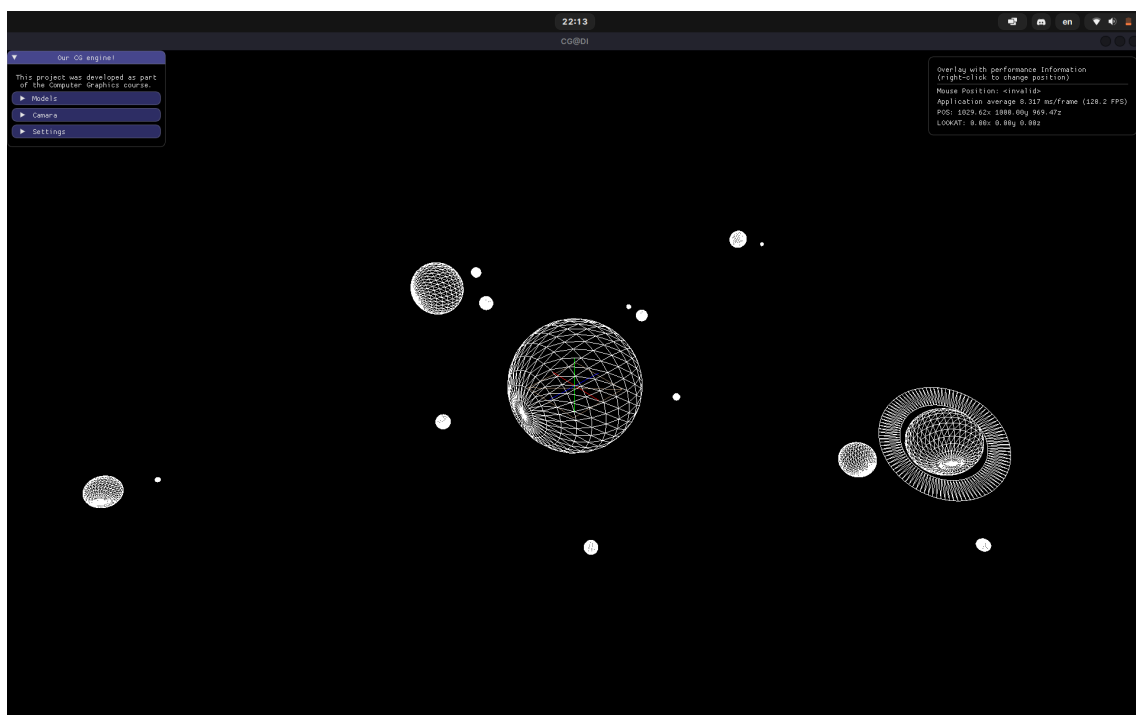 22:13
en
CG@DI
Our CG engine!
This project was developed as part
of the Computer Graphics course.
Models
Camara
Settings
Overlay with performance Information
(right-click to change position)
Mouse Position: <invalid>
Application average 8.317 ms/frame (120.2 FPS)
POS: 1029.62x 1000.00y 969.47z
LOOKAT: 0.00x 0.00y 0.00z